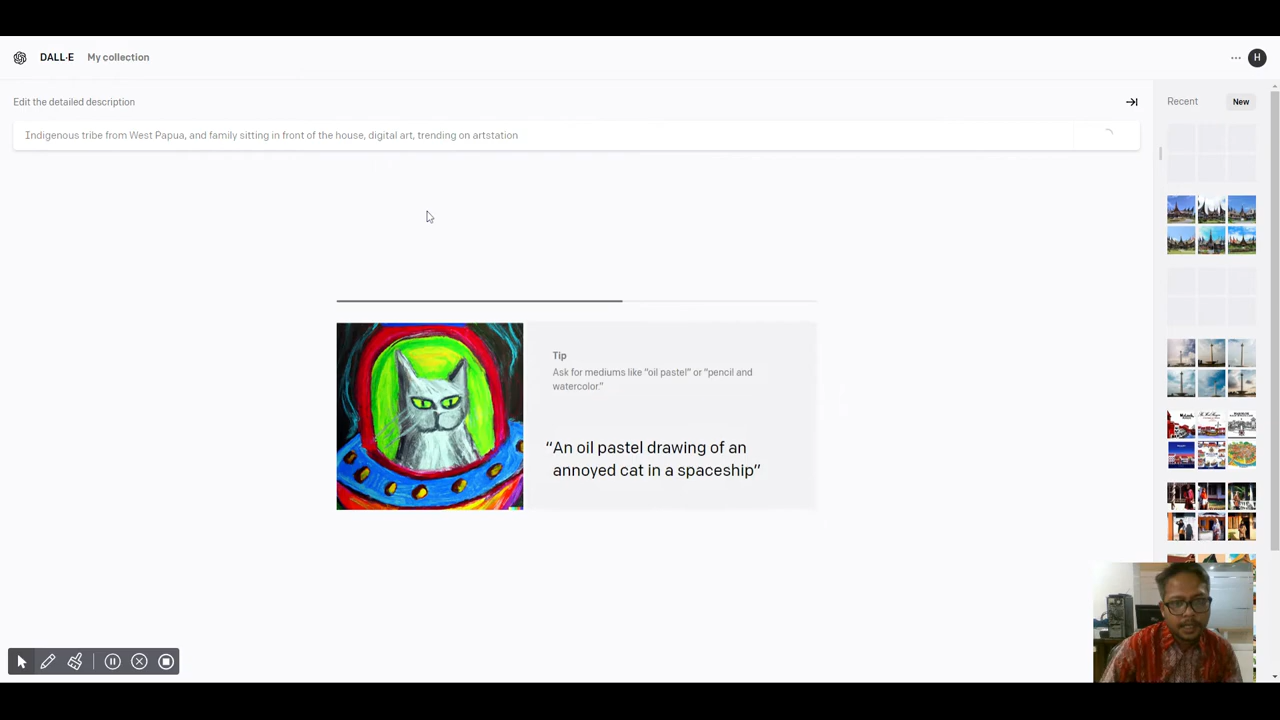 DALL·E My collection
··· H
Edit the detailed description
Recent New
Indigenous tribe from West Papua, and family sitting in front of the house, digital art, trending on artstation
Tip
Ask for mediums like “oil pastel” or “pencil and
watercolor.”
“An oil pastel drawing of an
annoyed cat in a spaceship”